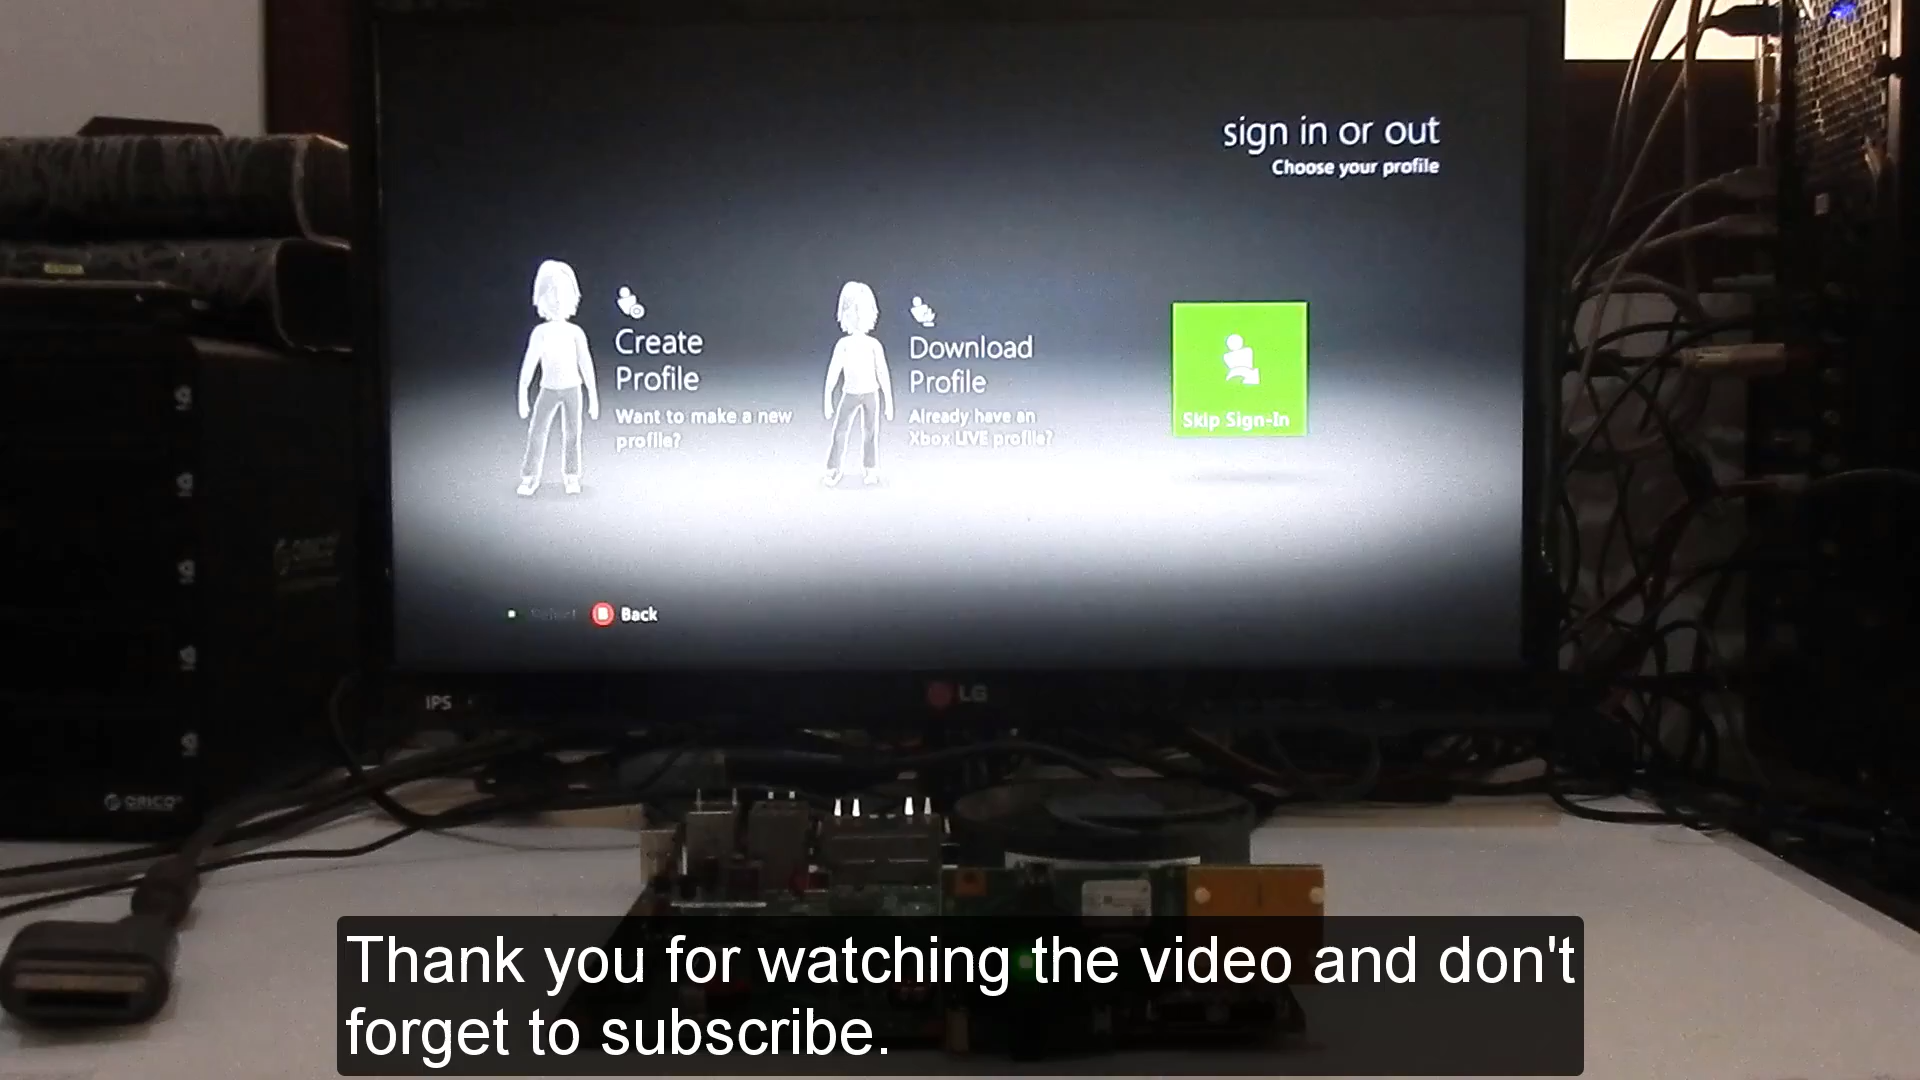 sign in or out
Choose your profile
Create
Profile
Want to make a new
profile?
Download
Profile
Already have an
Xbox LIVE profile?
Skip Sign-In
Select
B Back
IPS
LG
ORICO
ORICO
Thank you for watching the video and don't
forget to subscribe.